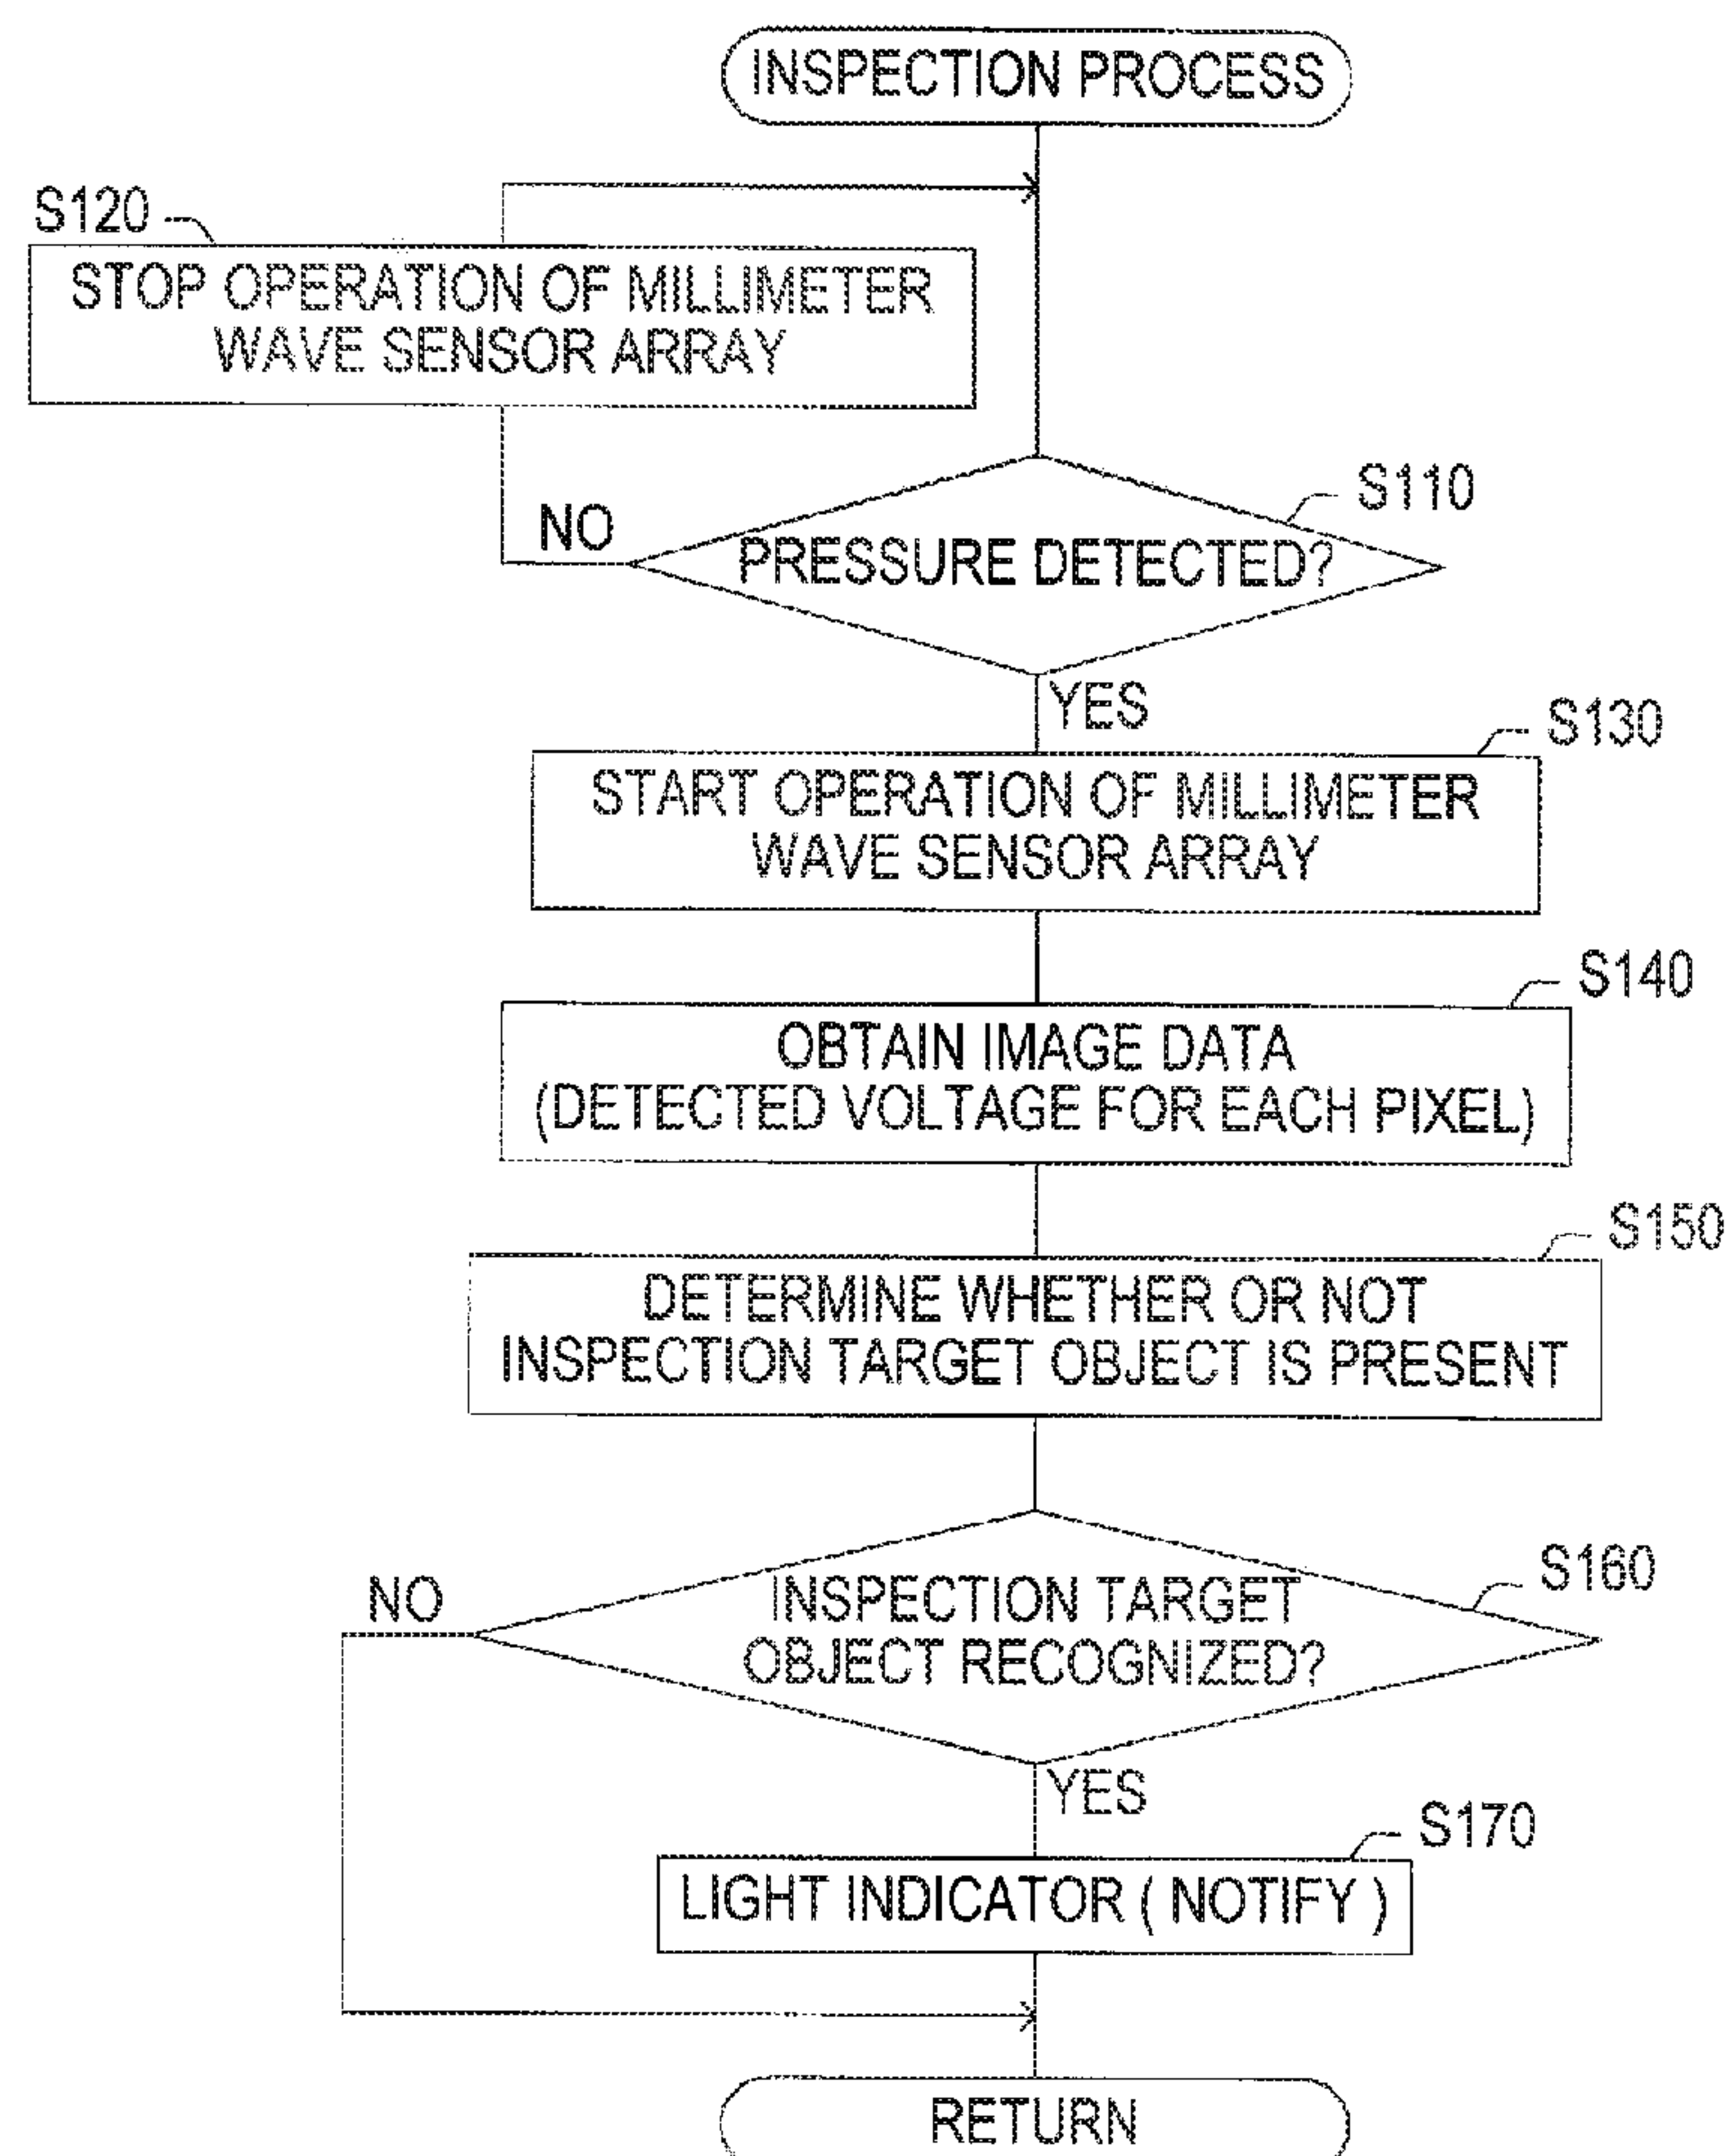 INSPECTION PROCESS
S120
STOP OPERATION OF MILLIMETER
WAVE SENSOR ARRAY
S110
NO
PRESSURE DETECTED?
YES
S130
START OPERATION OF MILLIMETER
WAVE SENSOR ARRAY
S140
OBTAIN IMAGE DATA
(DETECTED VOLTAGE FOR EACH PIXEL)
S150
DETERMINE WHETHER OR NOT
INSPECTION TARGET OBJECT IS PRESENT
S160
NO
INSPECTION TARGET
OBJECT RECOGNIZED?
YES
S170
LIGHT INDICATOR ( NOTIFY )
RETURN